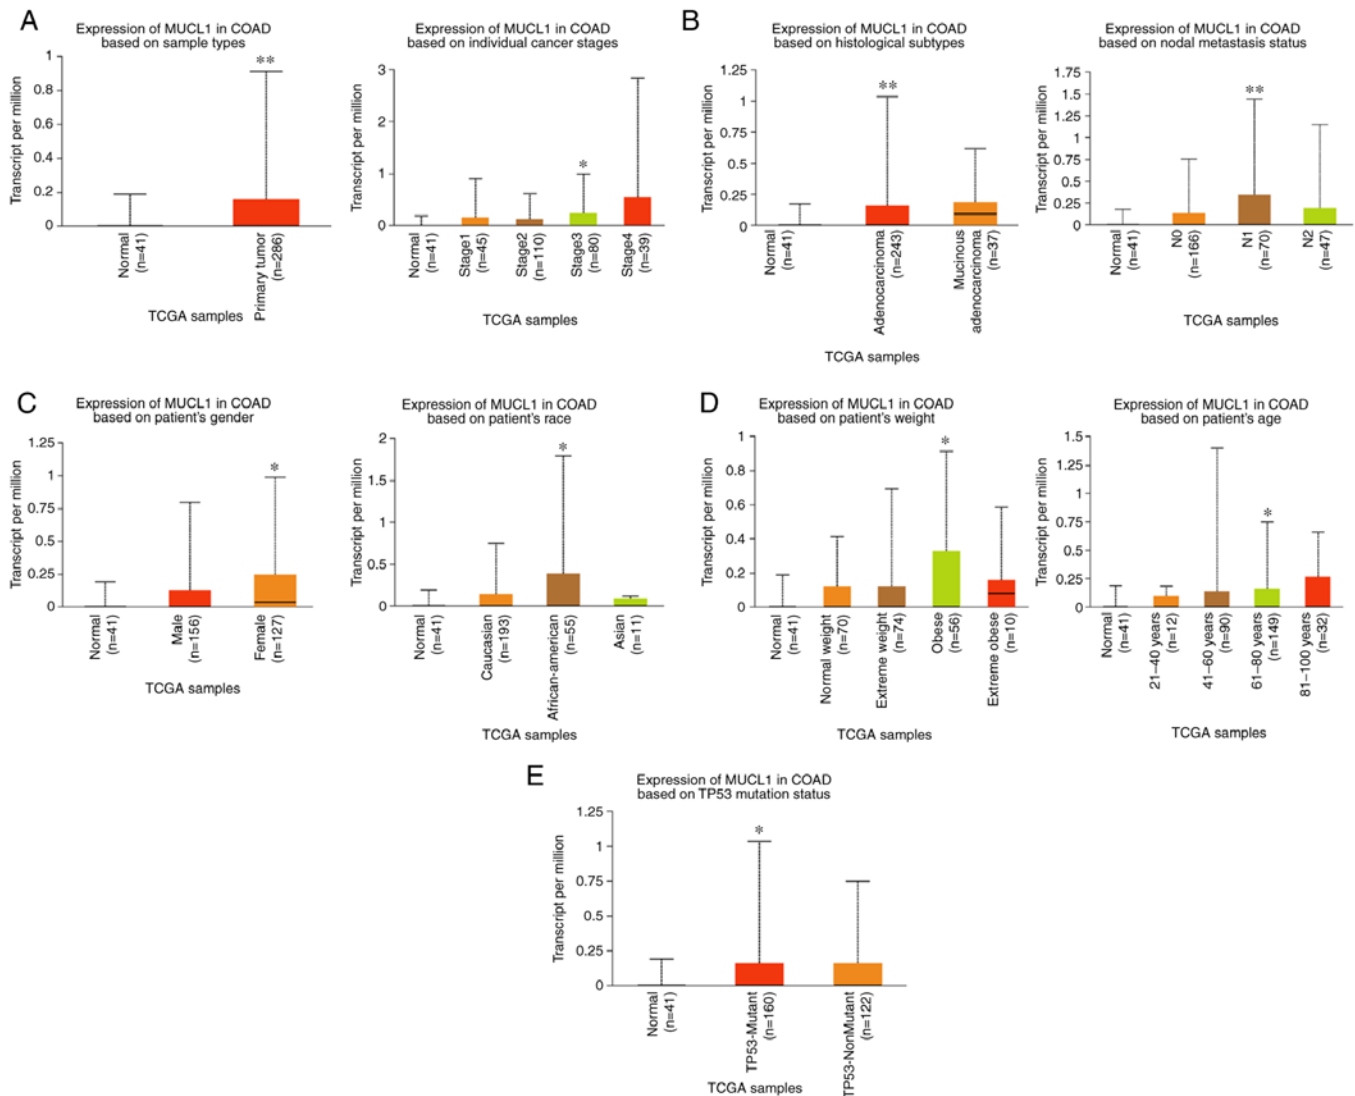 A
Expression of MUCL1 in COAD
based on sample types
**
Transcript per million
1
0.8
0.6
0.4
0.2
0
Normal
(n=41)
Primary tumor
(n=286)
TCGA samples
Expression of MUCL1 in COAD
based on individual cancer stages
Transcript per million
3
2
1
0
*
Normal
(n=41)
Stage1
(n=45)
Stage2
(n=110)
Stage3
(n=80)
Stage4
(n=39)
TCGA samples
B
Expression of MUCL1 in COAD
based on histological subtypes
Transcript per million
1.25
1
0.75
0.5
0.25
0
**
Normal
(n=41)
Adenocarcinoma
(n=243)
Mucinous
adenocarcinoma
(n=37)
TCGA samples
Expression of MUCL1 in COAD
based on nodal metastasis status
Transcript per million
1.75
1.5
1.25
1
0.75
0.5
0.25
0
**
Normal
(n=41)
N0
(n=166)
N1
(n=70)
N2
(n=47)
TCGA samples
C
Expression of MUCL1 in COAD
based on patient's gender
Transcript per million
1.25
1
0.75
0.5
0.25
0
*
Normal
(n=41)
Male
(n=156)
Female
(n=127)
TCGA samples
Expression of MUCL1 in COAD
based on patient's race
Transcript per million
2
1.5
1
0.5
0
*
Normal
(n=41)
Caucasian
(n=193)
African-american
(n=55)
Asian
(n=11)
TCGA samples
D
Expression of MUCL1 in COAD
based on patient's weight
Transcript per million
1
0.8
0.6
0.4
0.2
0
*
Normal
(n=41)
Normal weight
(n=70)
Extreme weight
(n=74)
Obese
(n=56)
Extreme obese
(n=10)
TCGA samples
Expression of MUCL1 in COAD
based on patient's age
Transcript per million
1.5
1.25
1
0.75
0.5
0.25
0
*
Normal
(n=41)
21–40 years
(n=12)
41–60 years
(n=90)
61–80 years
(n=149)
81–100 years
(n=32)
TCGA samples
E
Expression of MUCL1 in COAD
based on TP53 mutation status
Transcript per million
1.25
1
0.75
0.5
0.25
0
*
Normal
(n=41)
TP53-Mutant
(n=160)
TP53-NonMutant
(n=122)
TCGA samples